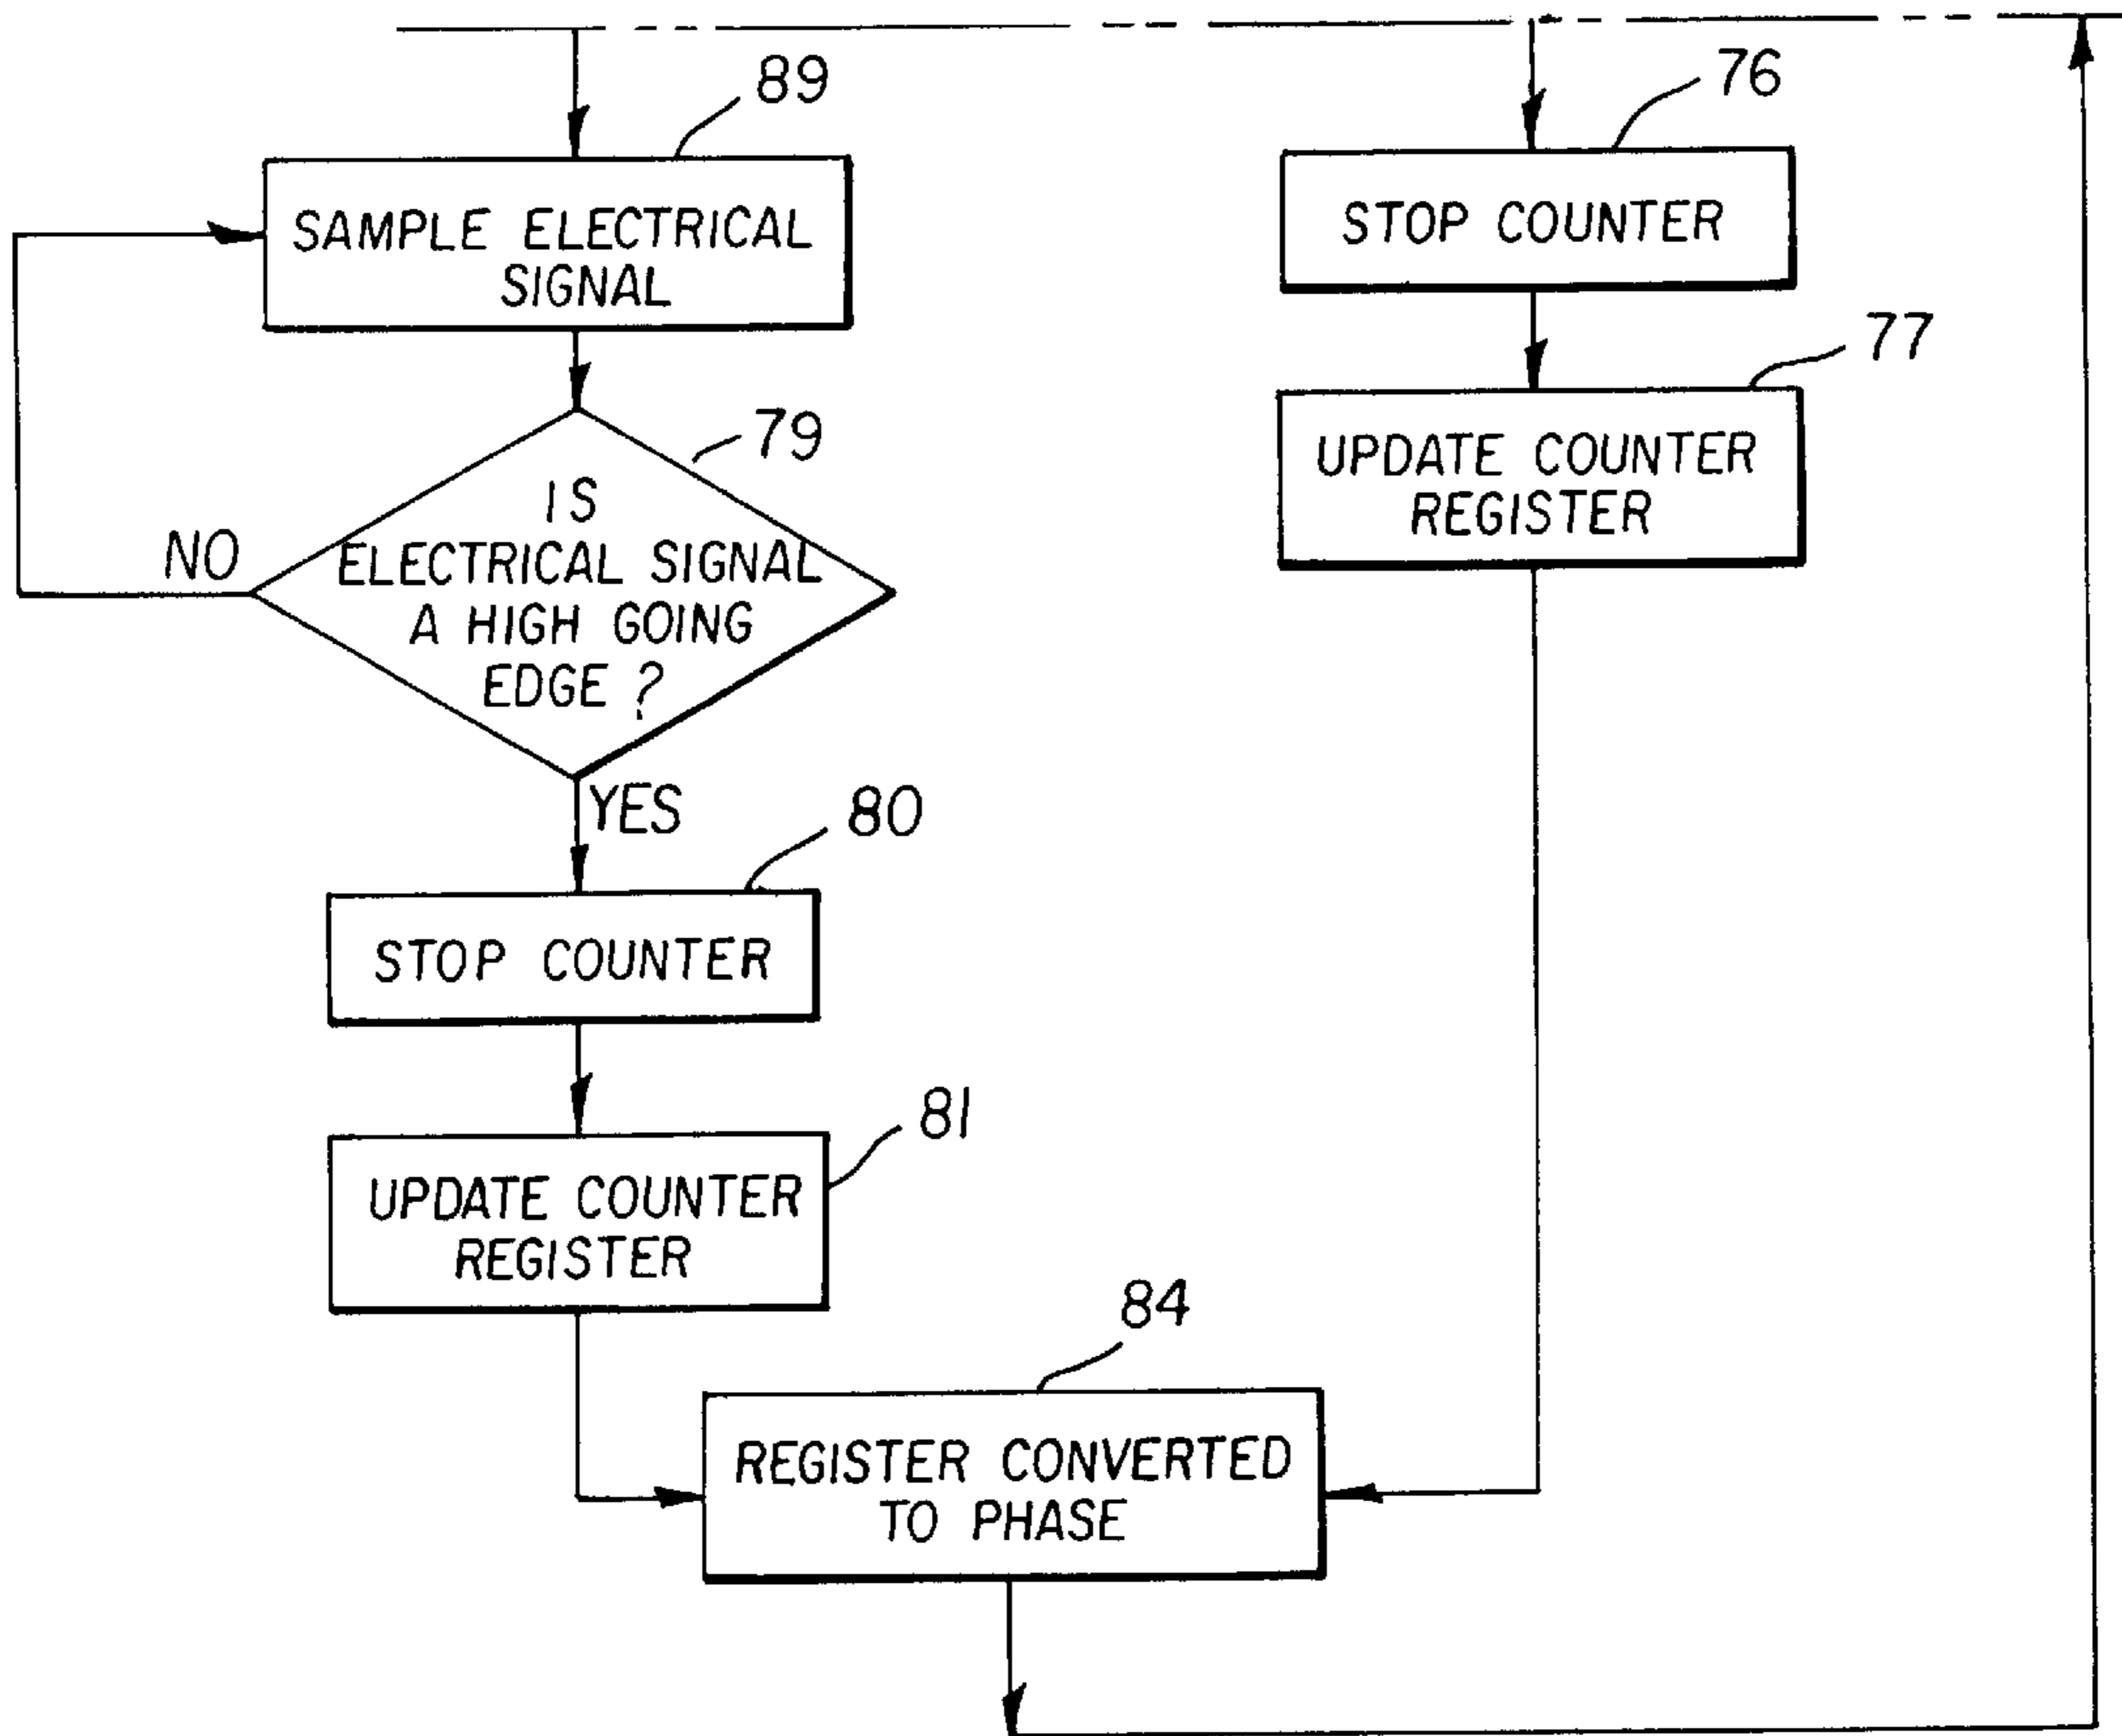 89
SAMPLE ELECTRICAL
SIGNAL
79
IS
ELECTRICAL SIGNAL
A HIGH GOING
EDGE ?
NO
YES
80
STOP COUNTER
81
UPDATE COUNTER
REGISTER
76
STOP COUNTER
77
UPDATE COUNTER
REGISTER
84
REGISTER CONVERTED
TO PHASE